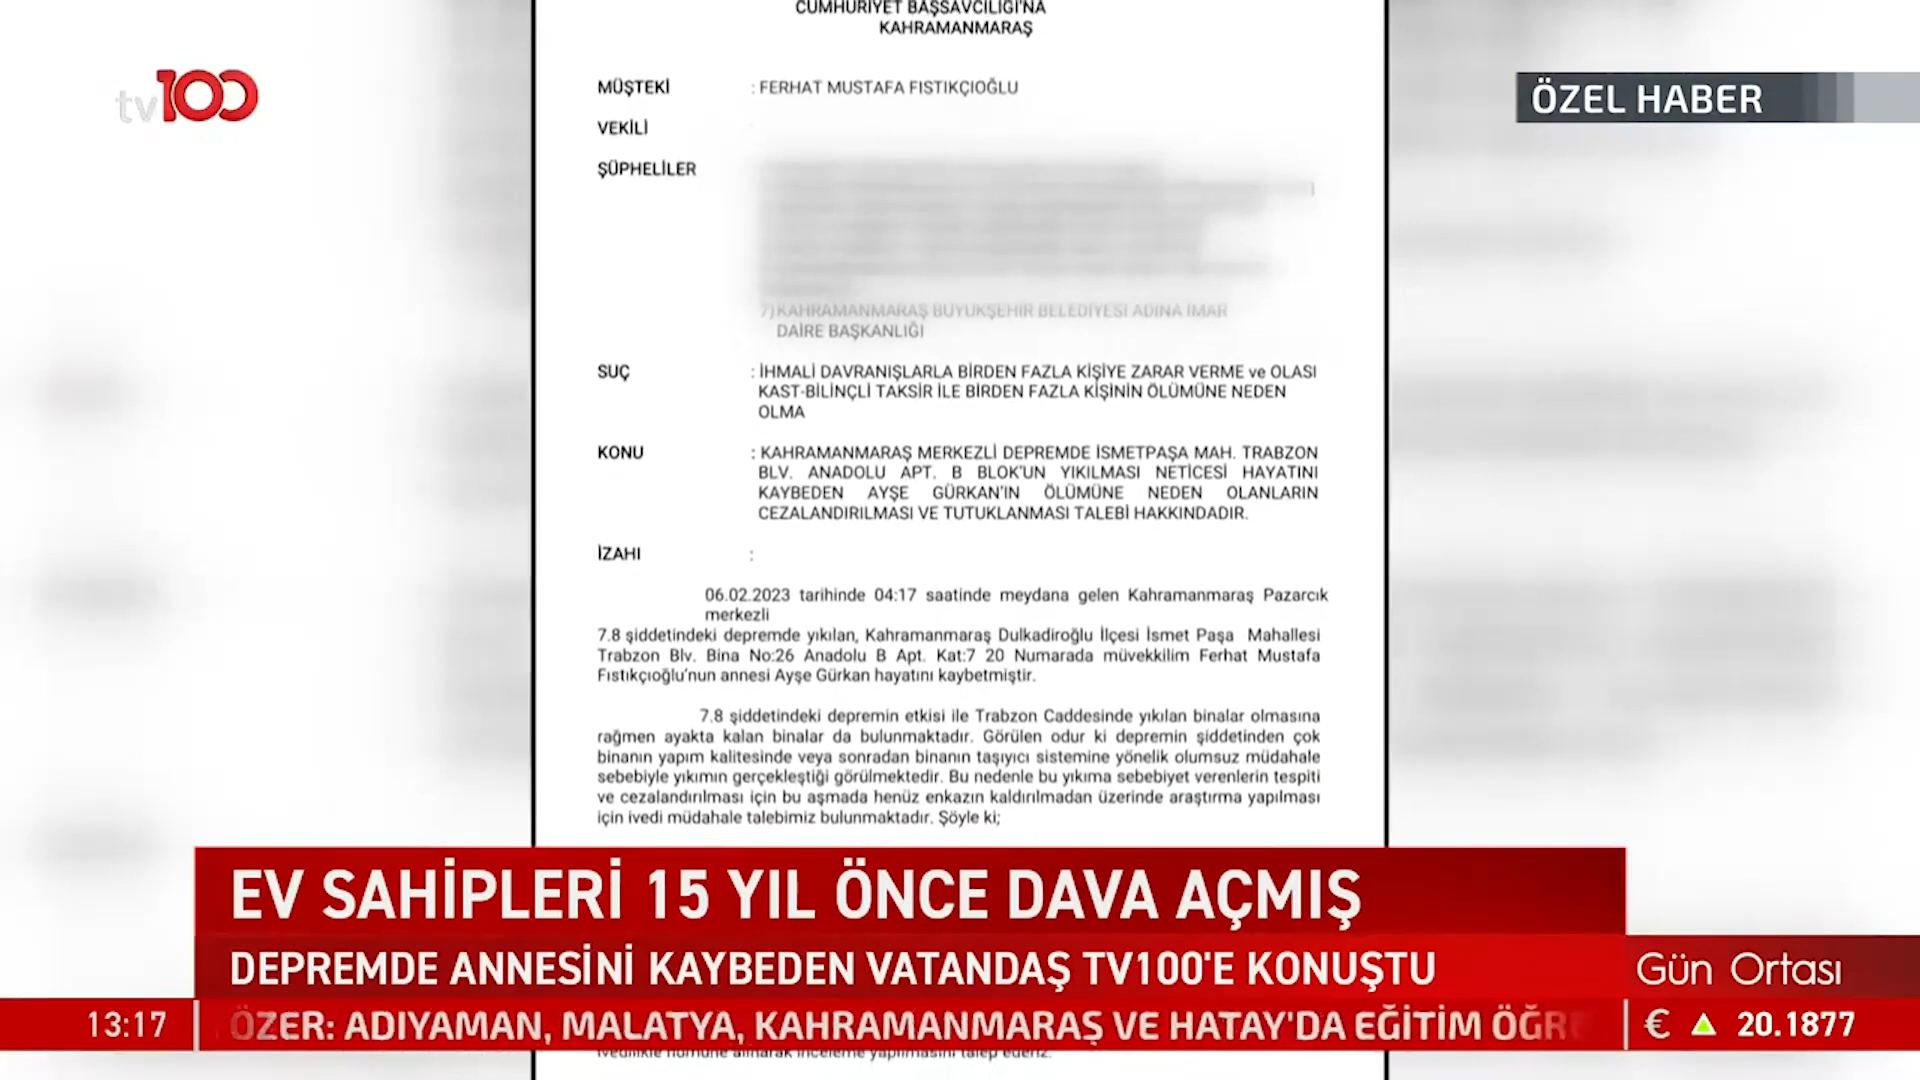 CUMHURİYET BAŞSAVCILIĞI'NA
KAHRAMANMARAŞ
tv100
ÖZEL HABER
MÜŞTEKİ : FERHAT MUSTAFA FISTIKÇIOĞLU
VEKİLİ
ŞÜPHELİLER
7)KAHRAMANMARAŞ BÜYÜKŞEHİR BELEDİYESİ ADINA İMAR
DAİRE BAŞKANLIĞI
SUÇ : İHMALİ DAVRANIŞLARLA BİRDEN FAZLA KİŞİYE ZARAR VERME ve OLASI
KAST-BİLİNÇLİ TAKSİR İLE BİRDEN FAZLA KİŞİNİN ÖLÜMÜNE NEDEN
OLMA
KONU : KAHRAMANMARAŞ MERKEZLİ DEPREMDE İSMETPAŞA MAH. TRABZON
BLV. ANADOLU APT. B BLOK'UN YIKILMASI NETİCESİ HAYATINI
KAYBEDEN AYŞE GÜRKAN'IN ÖLÜMÜNE NEDEN OLANLARIN
CEZALANDIRILMASI VE TUTUKLANMASI TALEBİ HAKKINDADIR.
İZAHI :
06.02.2023 tarihinde 04:17 saatinde meydana gelen Kahramanmaraş Pazarcık
merkezli
7.8 şiddetindeki depremde yıkılan, Kahramanmaraş Dulkadiroğlu İlçesi İsmet Paşa Mahallesi
Trabzon Blv. Bina No:26 Anadolu B Apt. Kat:7 20 Numarada müvekkilim Ferhat Mustafa
Fıstıkçıoğlu'nun annesi Ayşe Gürkan hayatını kaybetmiştir.
7.8 şiddetindeki depremin etkisi ile Trabzon Caddesinde yıkılan binalar olmasına
rağmen ayakta kalan binalar da bulunmaktadır. Görülen odur ki depremin şiddetinden çok
binanın yapım kalitesinde veya sonradan binanın taşıyıcı sistemine yönelik olumsuz müdahale
sebebiyle yıkımın gerçekleştiği görülmektedir. Bu nedenle bu yıkıma sebebiyet verenlerin tespiti
ve cezalandırılması için bu aşmada henüz enkazın kaldırılmadan üzerinde araştırma yapılması
için ivedi müdahale talebimiz bulunmaktadır. Şöyle ki;
EV SAHİPLERİ 15 YIL ÖNCE DAVA AÇMIŞ
DEPREMDE ANNESİNİ KAYBEDEN VATANDAŞ TV100'E KONUŞTU
Gün Ortası
13:17
ÖZER: ADIYAMAN, MALATYA, KAHRAMANMARAŞ VE HATAY'DA EĞİTİM ÖĞR
€ ▲ 20.1877
ivedilikle numune alınarak inceleme yapılmasını talep ederiz.